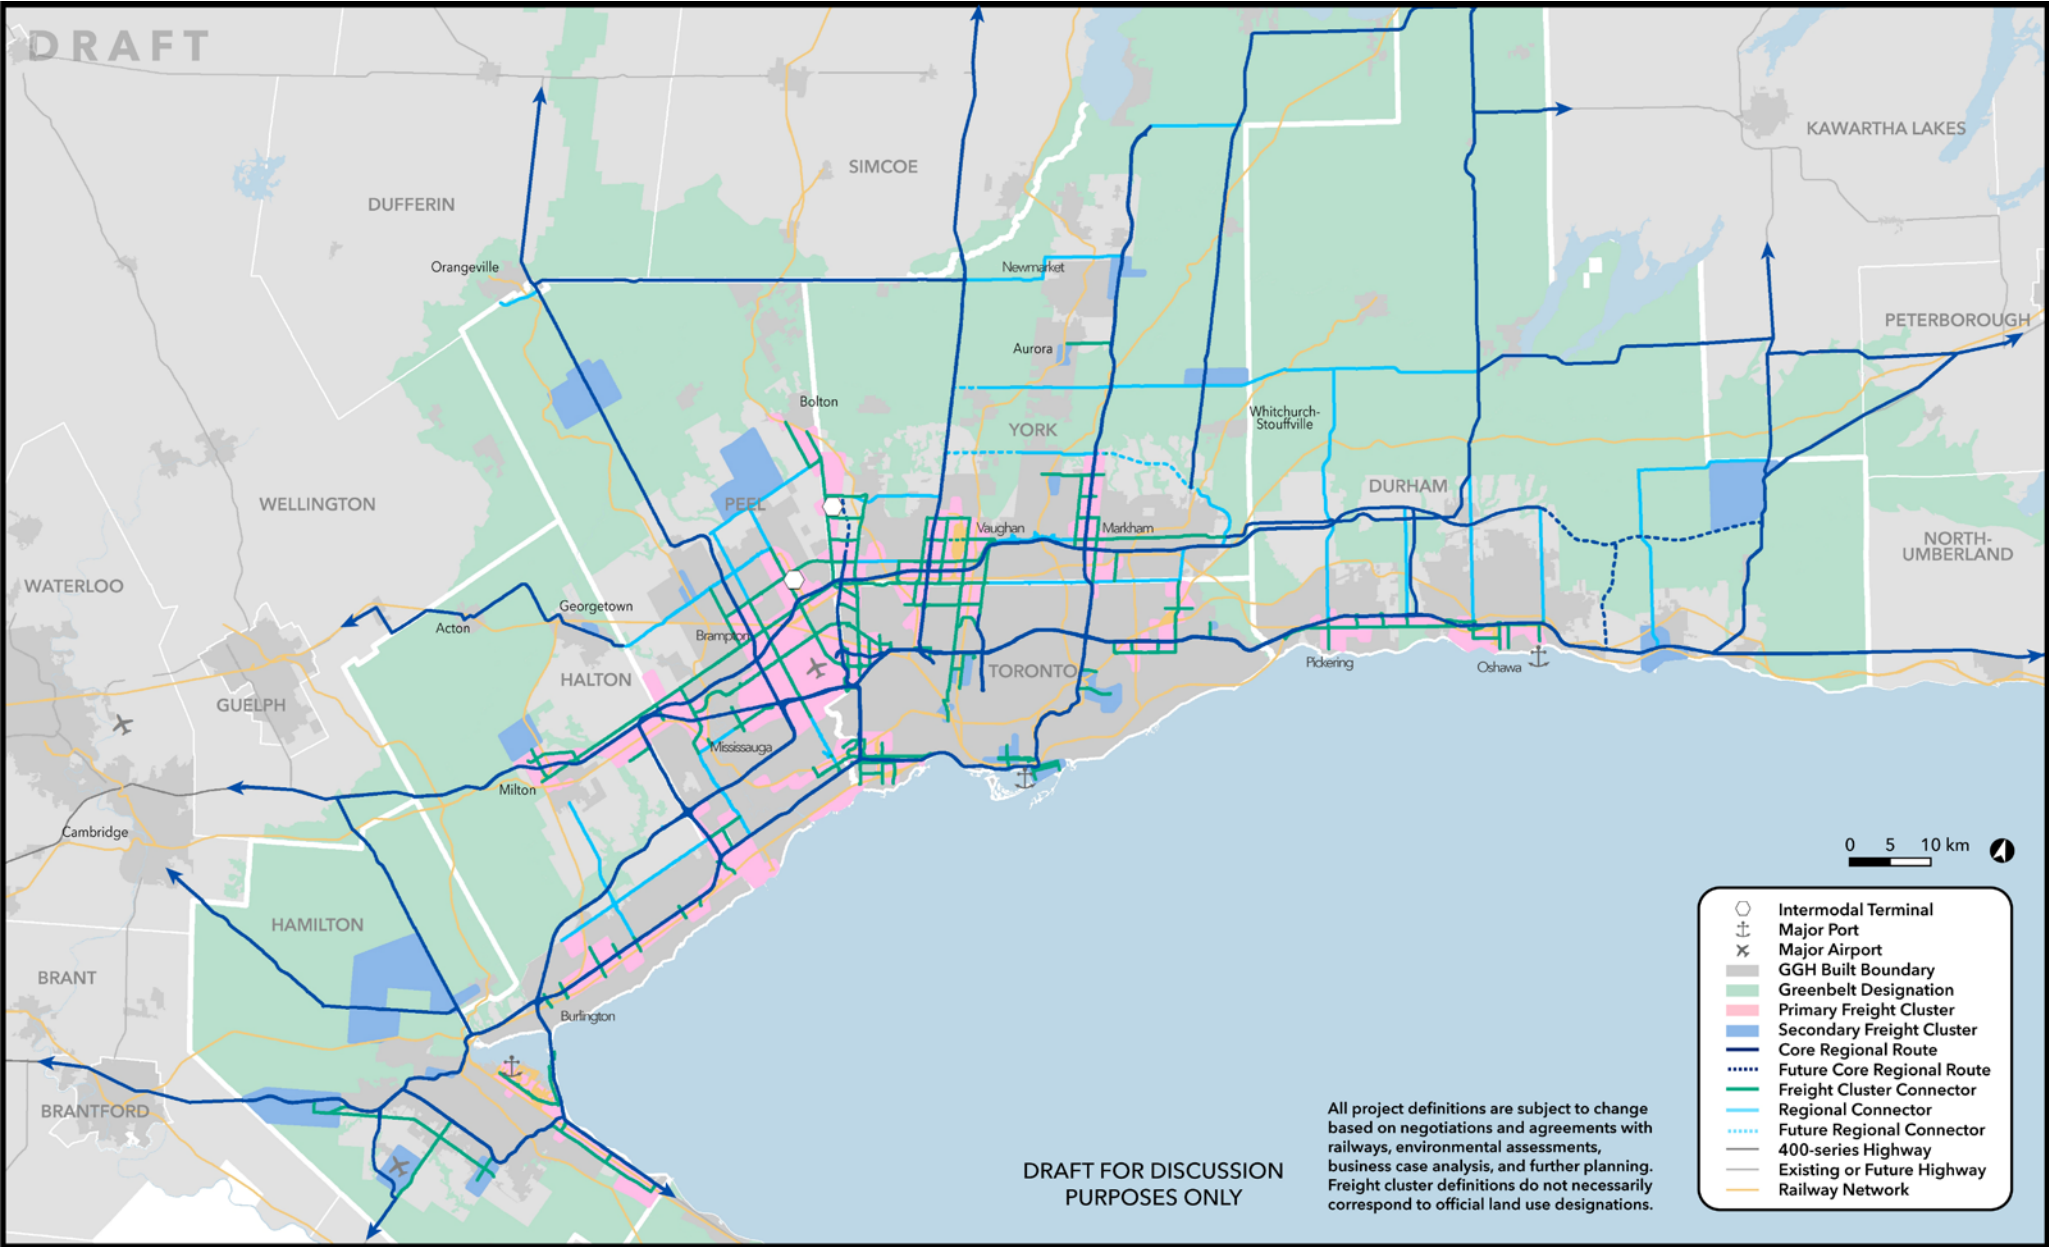 DRAFT
KAWARTHA LAKES
SIMCOE
DUFFERIN
Orangeville
Newmarket
PETERBOROUGH
Aurora
Bolton
Whitchurch-
Stouffville
YORK
DURHAM
WELLINGTON
PEEL
Vaughan
Markham
NORTH-
UMBERLAND
WATERLOO
Georgetown
Acton
Brampton
Pickering
Oshawa
TORONTO
HALTON
GUELPH
Mississauga
Milton
Cambridge
0 5 10 km
HAMILTON
BRANT
Burlington
BRANTFORD
Intermodal Terminal
Major Port
Major Airport
GGH Built Boundary
Greenbelt Designation
Primary Freight Cluster
Secondary Freight Cluster
Core Regional Route
Future Core Regional Route
Freight Cluster Connector
Regional Connector
Future Regional Connector
400-series Highway
Existing or Future Highway
Railway Network
DRAFT FOR DISCUSSION
PURPOSES ONLY
All project definitions are subject to change
based on negotiations and agreements with
railways, environmental assessments,
business case analysis, and further planning.
Freight cluster definitions do not necessarily
correspond to official land use designations.